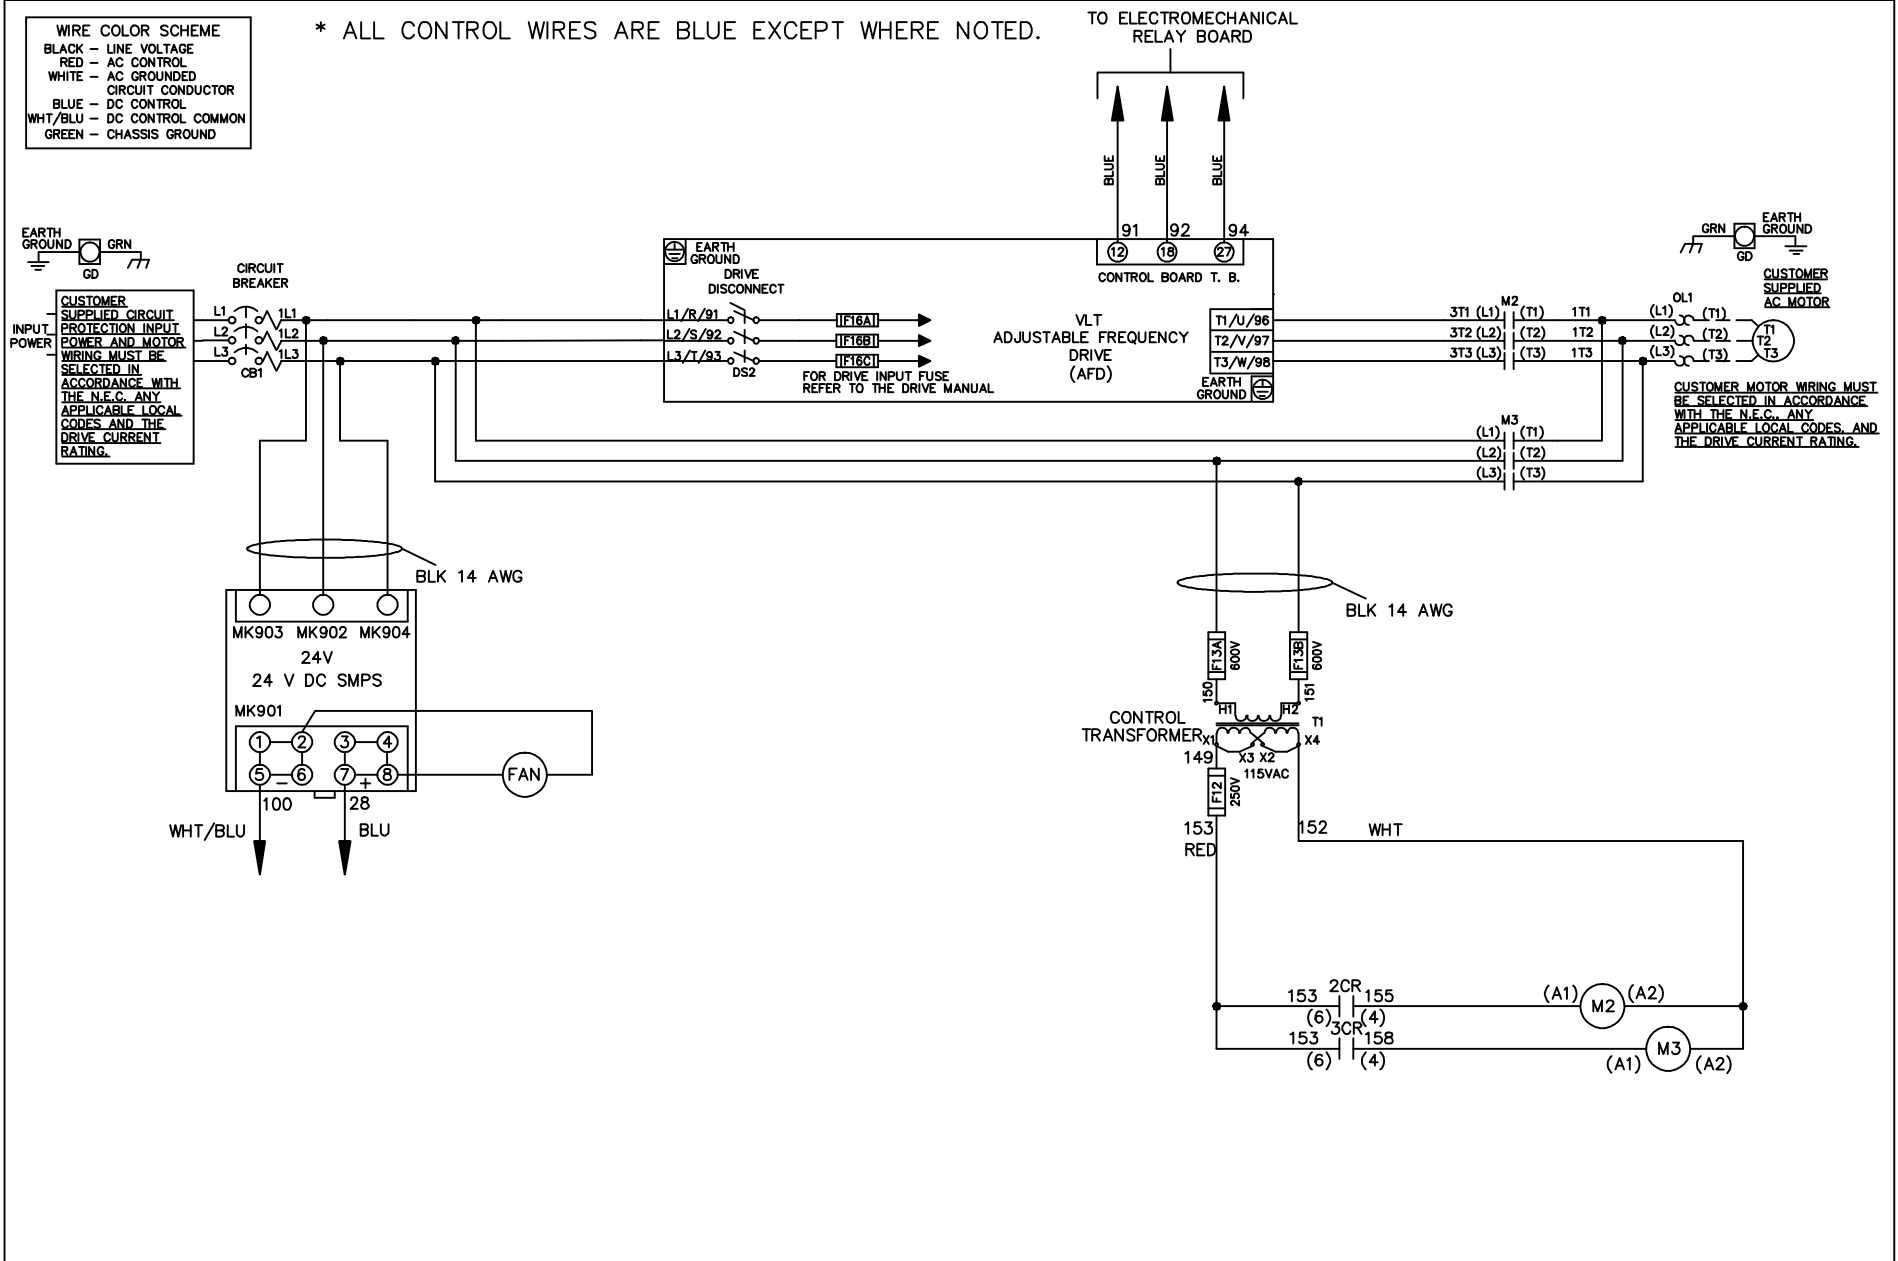 WIRE COLOR SCHEME
BLACK – LINE VOLTAGE
RED – AC CONTROL
WHITE – AC GROUNDED
CIRCUIT CONDUCTOR
BLUE – DC CONTROL
WHT/BLU – DC CONTROL COMMON
GREEN – CHASSIS GROUND
* ALL CONTROL WIRES ARE BLUE EXCEPT WHERE NOTED.
TO ELECTROMECHANICAL
RELAY BOARD
BLUE
BLUE
BLUE
91
92
94
12
18
27
CONTROL BOARD T. B.
EARTH
GROUND
GRN
GD
CIRCUIT
BREAKER
INPUT
POWER
CUSTOMER
SUPPLIED CIRCUIT
PROTECTION INPUT
POWER AND MOTOR
WIRING MUST BE
SELECTED IN
ACCORDANCE WITH
THE N.E.C. ANY
APPLICABLE LOCAL
CODES AND THE
DRIVE CURRENT
RATING.
L1
1L1
L2
1L2
L3
1L3
CB1
EARTH
GROUND
DRIVE
DISCONNECT
L1/R/91
L2/S/92
L3/T/93
DS2
F16A
F16B
F16C
FOR DRIVE INPUT FUSE
REFER TO THE DRIVE MANUAL
VLT
ADJUSTABLE FREQUENCY
DRIVE
(AFD)
T1/U/96
T2/V/97
T3/W/98
EARTH
GROUND
M2
3T1 (L1) (T1) 1T1
3T2 (L2) (T2) 1T2
3T3 (L3) (T3) 1T3
OL1
(L1) (T1)
(L2) (T2)
(L3) (T3)
T1
T2
T3
GRN
GD
EARTH
GROUND
CUSTOMER
SUPPLIED
AC MOTOR
CUSTOMER MOTOR WIRING MUST
BE SELECTED IN ACCORDANCE
WITH THE N.E.C., ANY
APPLICABLE LOCAL CODES, AND
THE DRIVE CURRENT RATING.
M3
(L1) (T1)
(L2) (T2)
(L3) (T3)
BLK 14 AWG
MK903 MK902 MK904
24V
24 V DC SMPS
MK901
1 2 3 4
5 – 6 7 + 8
FAN
100
28
WHT/BLU
BLU
BLK 14 AWG
F13A
600V
F13B
600V
150
151
H1
H2
CONTROL
TRANSFORMER
T1
X1
X3 X2
X4
115VAC
149
F12
250V
153
RED
152
WHT
2CR
153 155
(6) (4)
(A1) M2 (A2)
3CR
153 158
(6) (4)
(A1) M3 (A2)